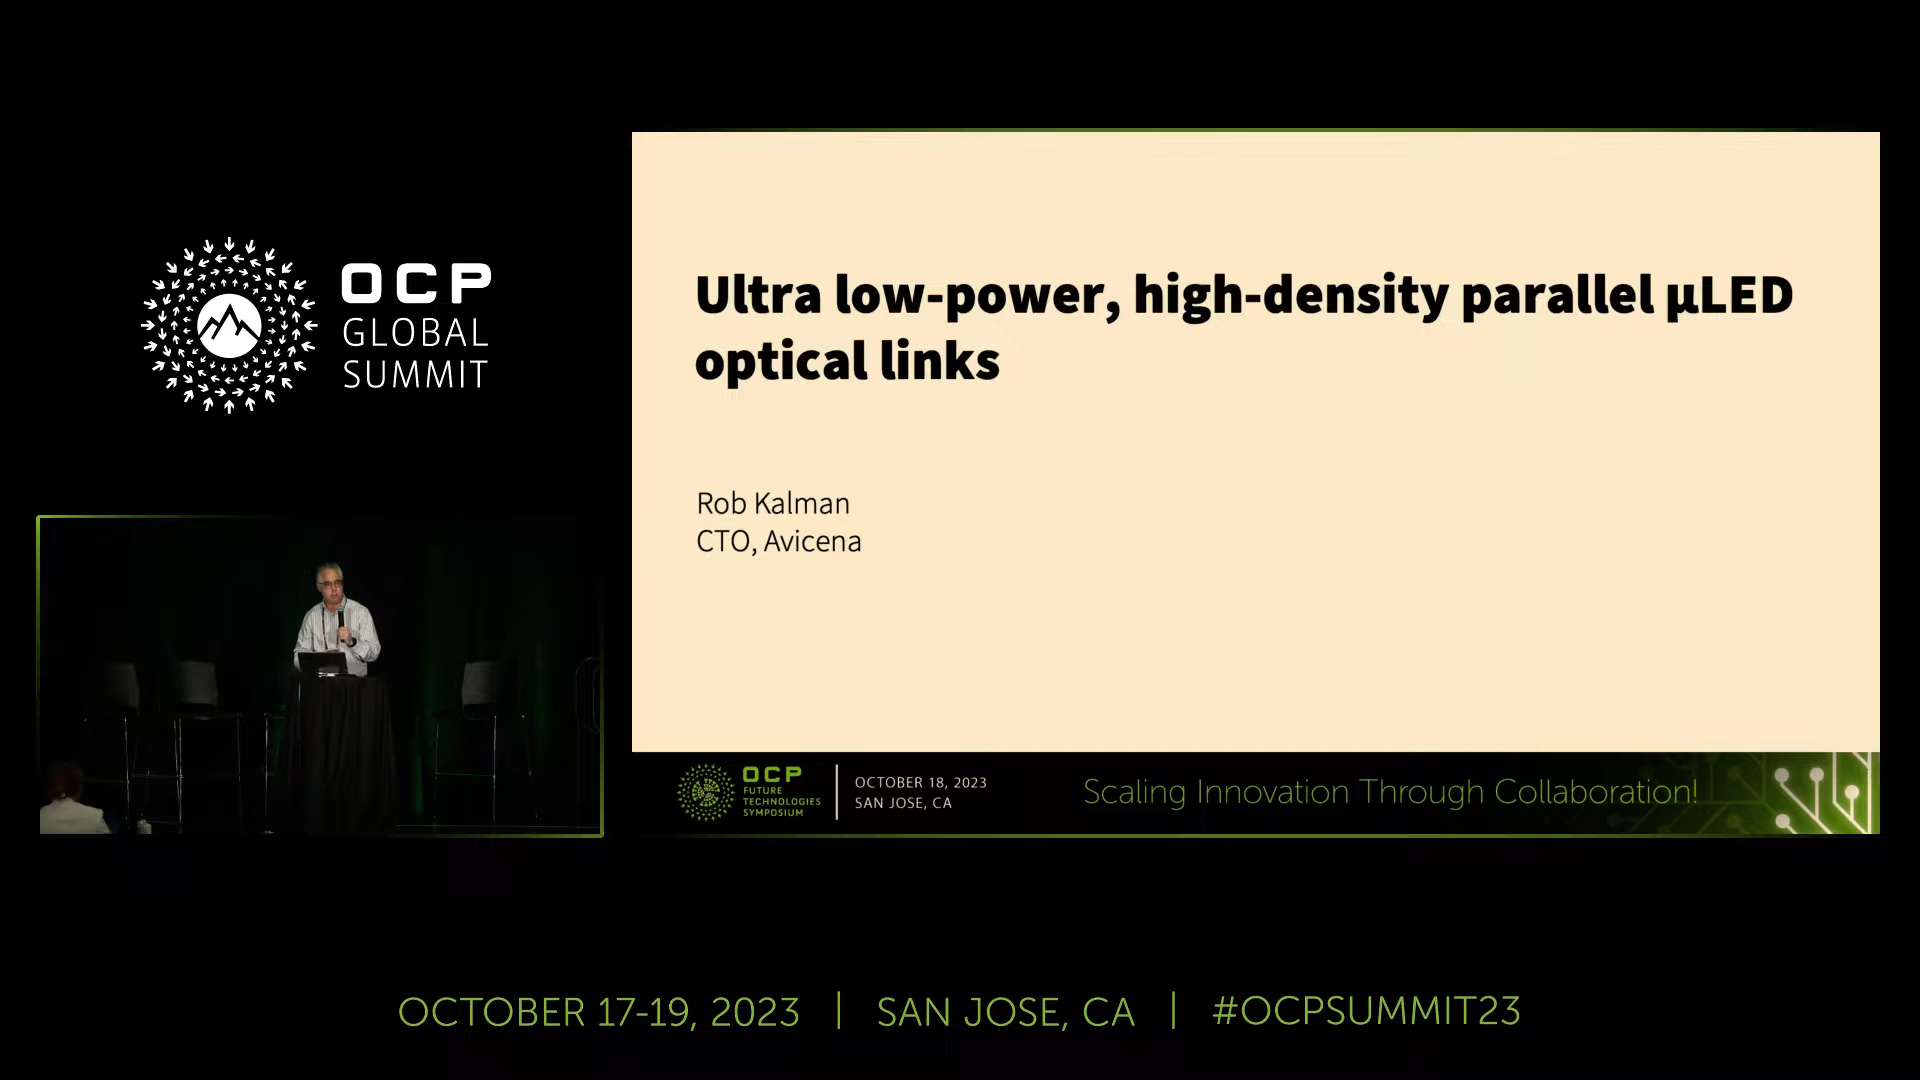 OCP
GLOBAL
SUMMIT
Ultra low-power, high-density parallel µLED
optical links
Rob Kalman
CTO, Avicena
OCP
FUTURE
TECHNOLOGIES
SYMPOSIUM
OCTOBER 18, 2023
SAN JOSE, CA
Scaling Innovation Through Collaboration!
OCTOBER 17-19, 2023 | SAN JOSE, CA | #OCPSUMMIT23